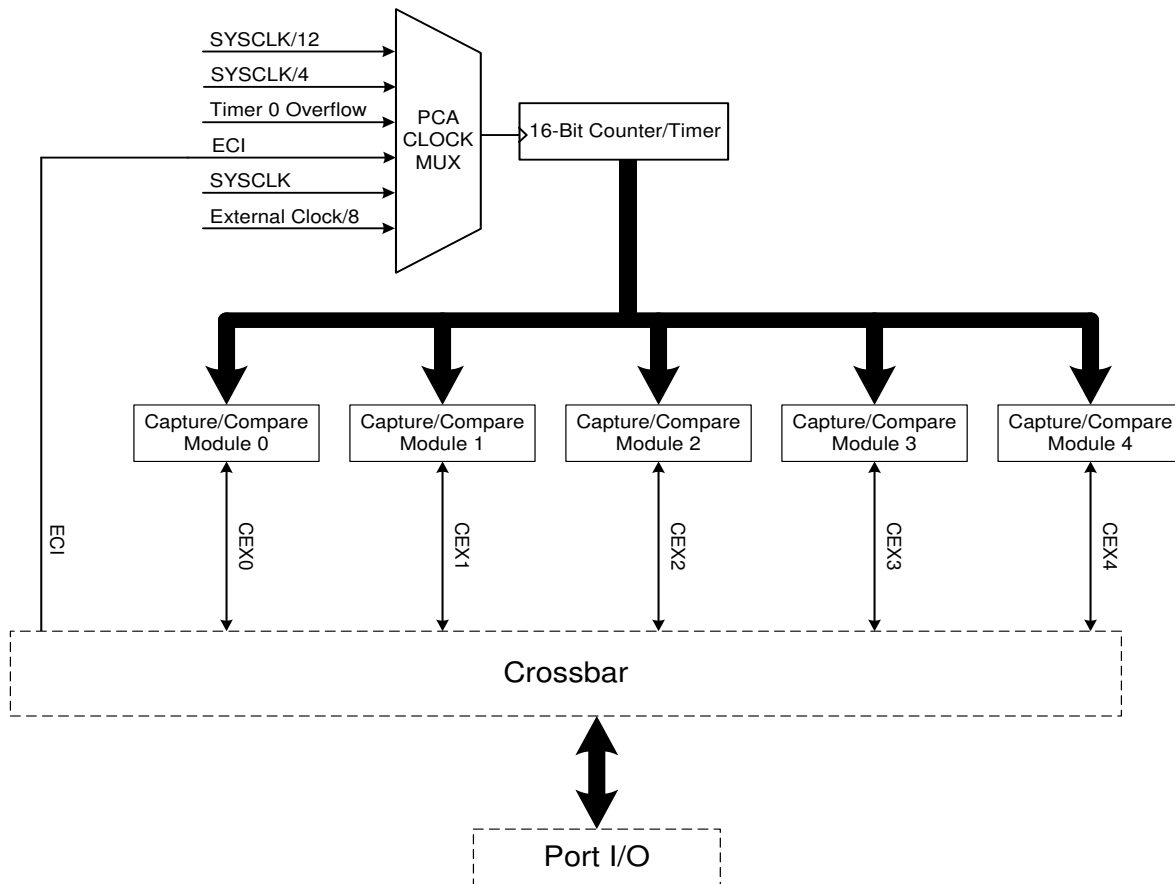 SYSCLK/12
SYSCLK/4
Timer 0 Overflow
ECI
SYSCLK
External Clock/8
PCA
CLOCK
MUX
16-Bit Counter/Timer
Capture/Compare
Module 0
Capture/Compare
Module 1
Capture/Compare
Module 2
Capture/Compare
Module 3
Capture/Compare
Module 4
ECI
CEX0
CEX1
CEX2
CEX3
CEX4
Crossbar
Port I/O